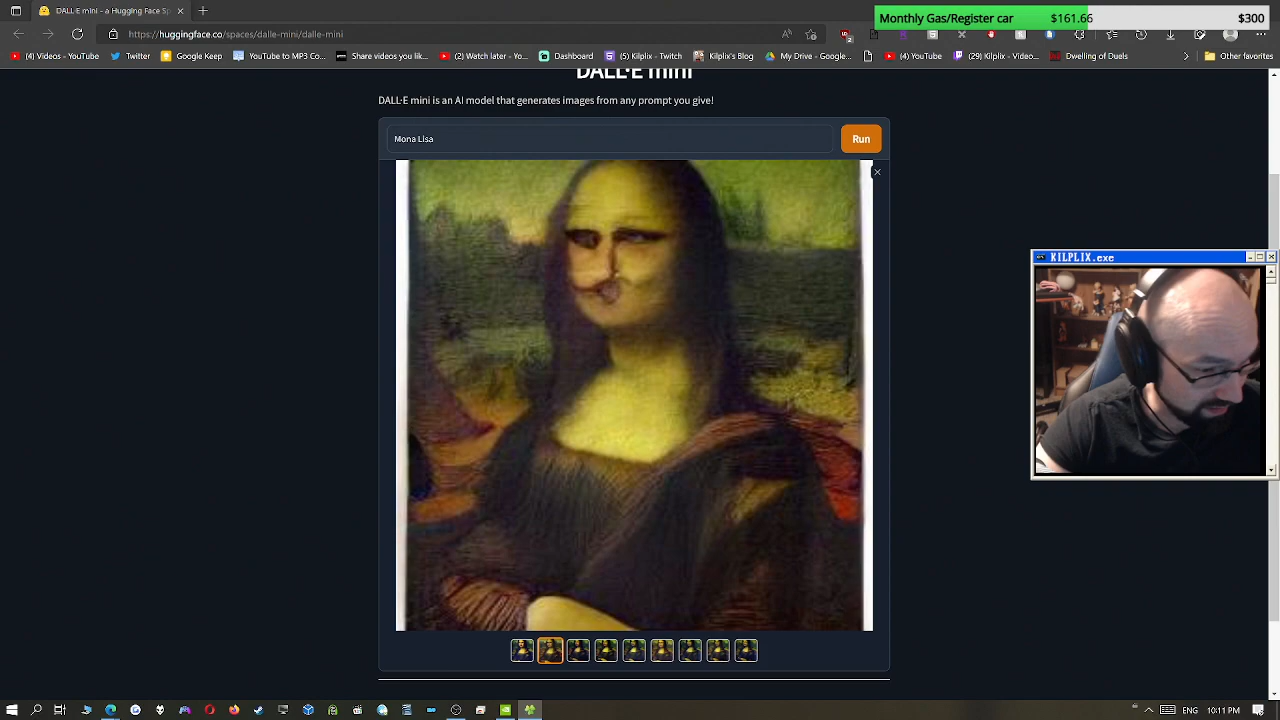 DALL·E mini - a Hugging Face Sp
Monthly Gas/Register car $161.66 $300
https://huggingface.co/spaces/dalle-mini/dalle-mini
(4) Videos - YouTube
Twitter
Google Keep
YouTube to MP3 Co...
rare videos you lik...
(2) Watch later - Yo...
Dashboard
(5) Kilplix - Twitch
Kilplix's Blog
My Drive - Google...
(4) YouTube
(29) Kilplix - Video...
Dwelling of Duels
Other favorites
DALL·E mini
DALL·E mini is an AI model that generates images from any prompt you give!
Mona Lisa
Run
KILPLIX.exe
ENG
10:11 PM